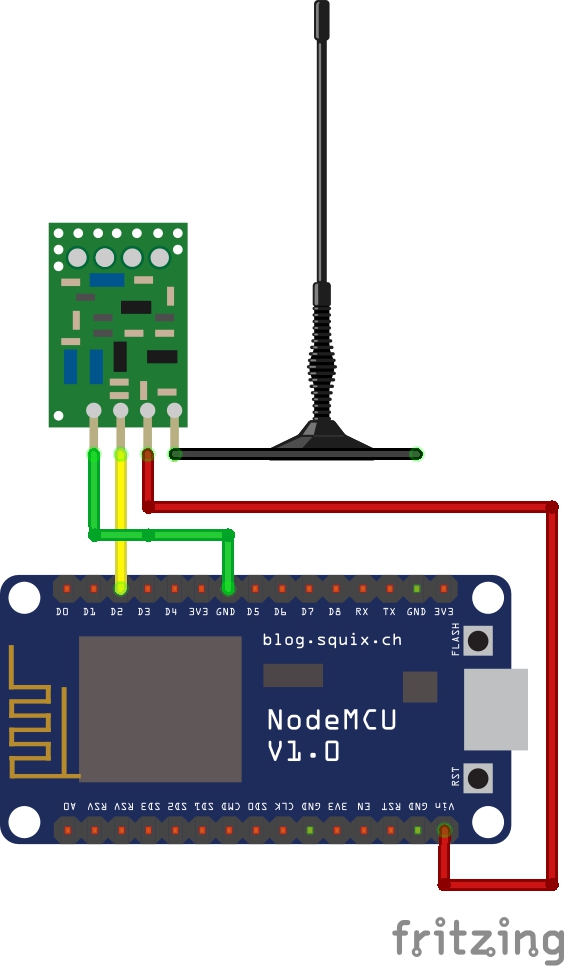 D0 D1 D2 D3 D4 3V3 GND D5 D6 D7 D8 RX TX GND 3V3
FLASH
blog.squix.ch
NodeMCU
V1.0
RST
A0 RSV RSV SD3 SD2 SD1 CMD SD0 CLK GND 3V3 EN RST GND Vin
fritzing